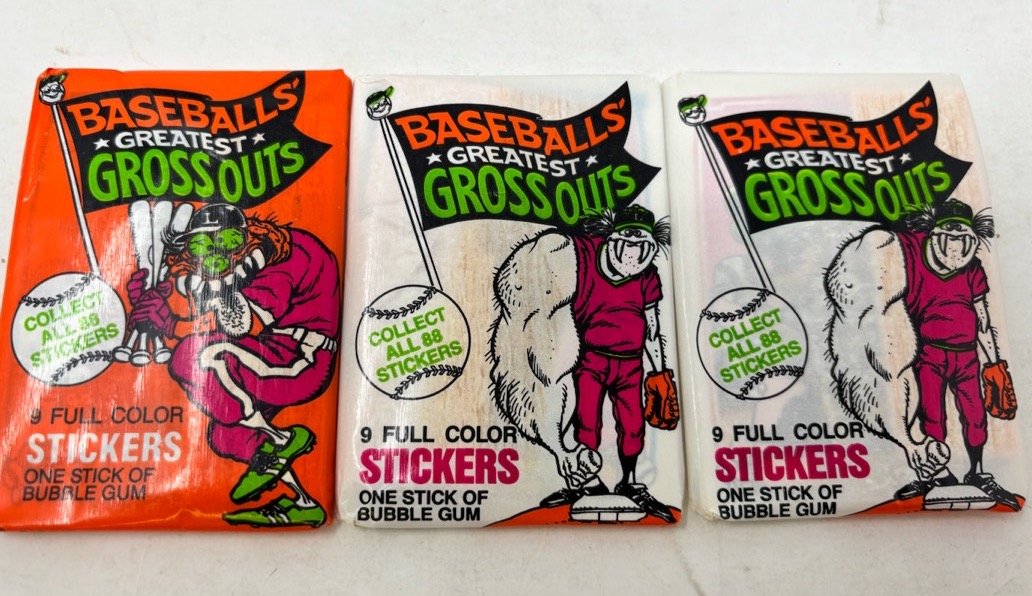 BASEBALLS'
GREATEST
GROSS OUTS
COLLECT
ALL 88
STICKERS
9 FULL COLOR
STICKERS
ONE STICK OF
BUBBLE GUM
BASEBALLS'
GREATEST
GROSS OUTS
COLLECT
ALL 88
STICKERS
9 FULL COLOR
STICKERS
ONE STICK OF
BUBBLE GUM
BASEBALLS'
GREATEST
GROSS OUTS
COLLECT
ALL 88
STICKERS
9 FULL COLOR
STICKERS
ONE STICK OF
BUBBLE GUM